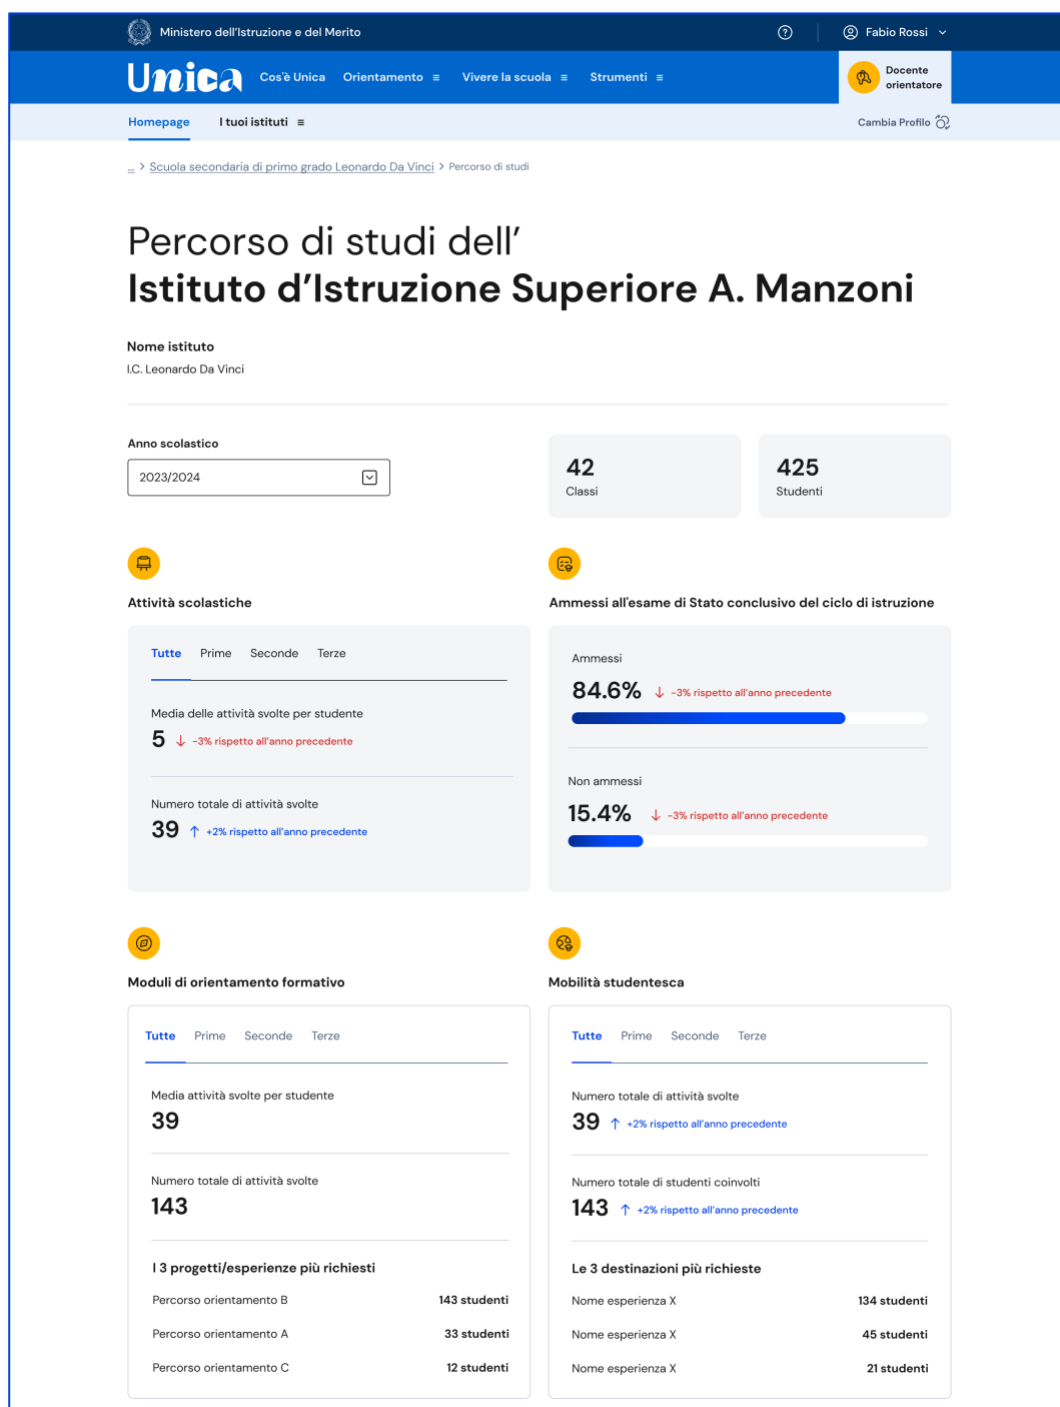 Ministero dell'Istruzione e del Merito
Fabio Rossi
Unica
Cos'è Unica
Orientamento
Vivere la scuola
Strumenti
Docente
orientatore
Homepage
I tuoi istituti
Cambia Profilo
... > Scuola secondaria di primo grado Leonardo Da Vinci > Percorso di studi
Percorso di studi dell'
Istituto d'Istruzione Superiore A. Manzoni
Nome istituto
I.C. Leonardo Da Vinci
Anno scolastico
2023/2024
42
Classi
425
Studenti
Attività scolastiche
Tutte Prime Seconde Terze
Media delle attività svolte per studente
5 ↓ -3% rispetto all'anno precedente
Numero totale di attività svolte
39 ↑ +2% rispetto all'anno precedente
Ammessi all'esame di Stato conclusivo del ciclo di istruzione
Ammessi
84.6% ↓ -3% rispetto all'anno precedente
Non ammessi
15.4% ↓ -3% rispetto all'anno precedente
Moduli di orientamento formativo
Tutte Prime Seconde Terze
Media attività svolte per studente
39
Numero totale di attività svolte
143
I 3 progetti/esperienze più richiesti
Percorso orientamento B 143 studenti
Percorso orientamento A 33 studenti
Percorso orientamento C 12 studenti
Mobilità studentesca
Tutte Prime Seconde Terze
Numero totale di attività svolte
39 ↑ +2% rispetto all'anno precedente
Numero totale di studenti coinvolti
143 ↑ +2% rispetto all'anno precedente
Le 3 destinazioni più richieste
Nome esperienza X 134 studenti
Nome esperienza X 45 studenti
Nome esperienza X 21 studenti